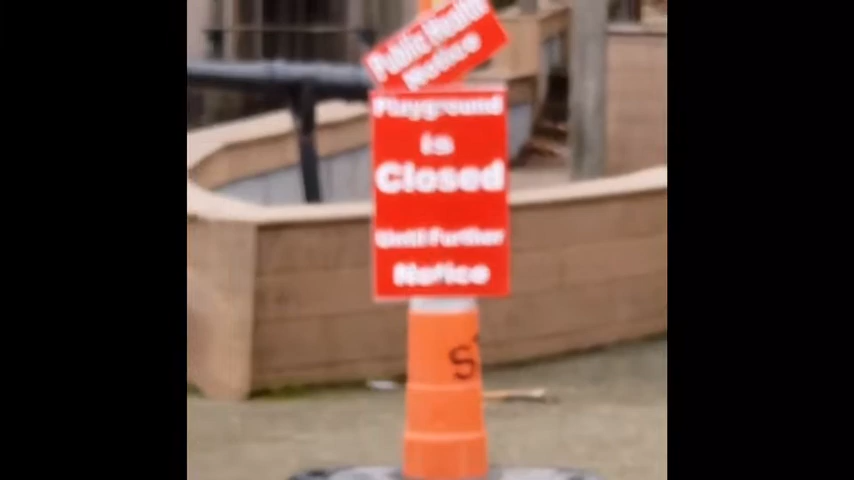 Public Health
Notice
Playground
is
Closed
Until Further
Notice
S